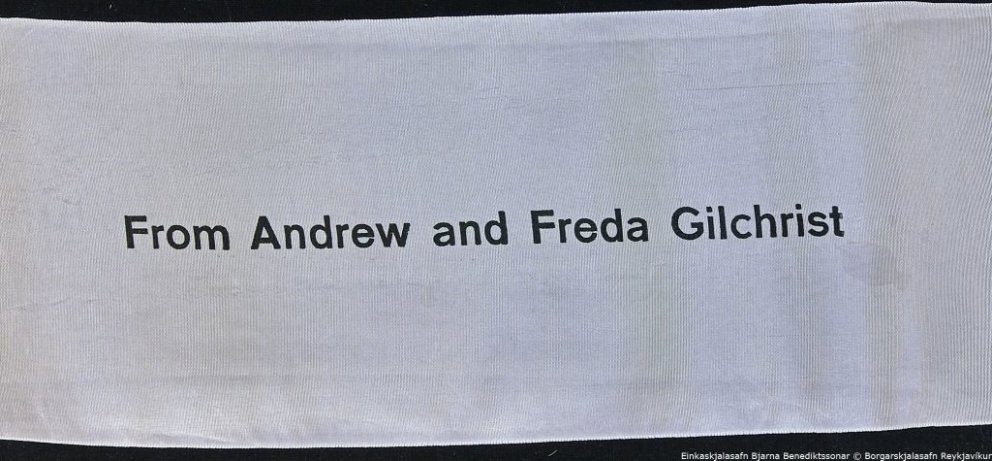 From Andrew and Freda Gilchrist
Einkaskjalasafn Bjarna Benediktssonar © Borgarskjalasafn Reykjavíkur